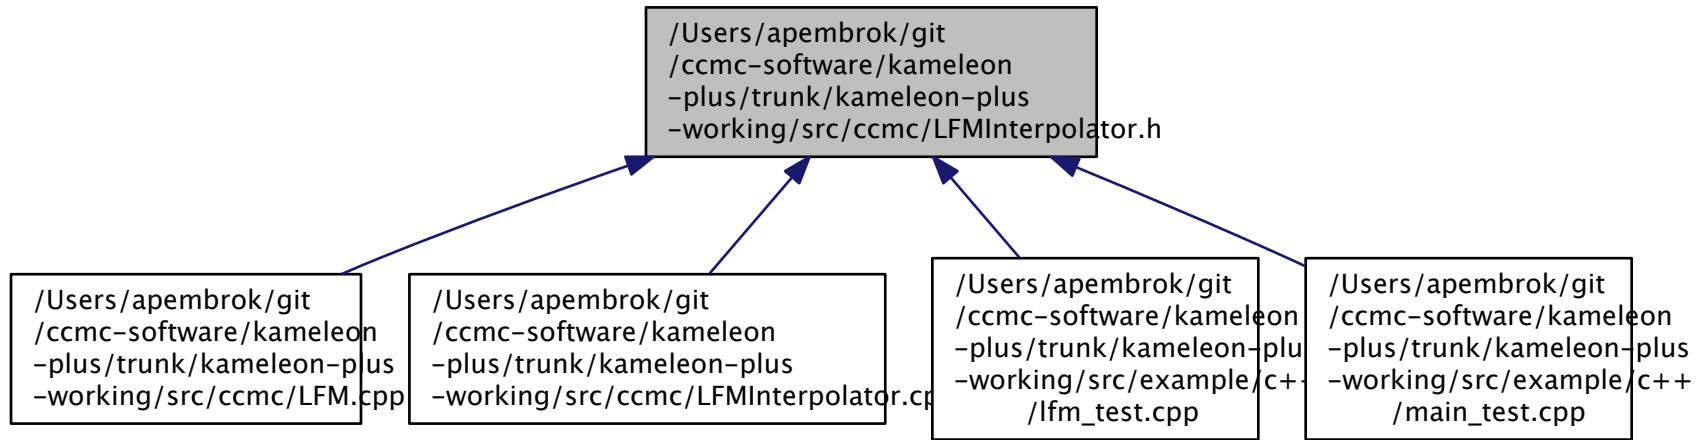 /Users/apembrok/git
/ccmc-software/kameleon
-plus/trunk/kameleon-plus
-working/src/ccmc/LFMInterpolator.h
/Users/apembrok/git
/ccmc-software/kameleon
-plus/trunk/kameleon-plus
-working/src/ccmc/LFM.cpp
/Users/apembrok/git
/ccmc-software/kameleon
-plus/trunk/kameleon-plus
-working/src/ccmc/LFMInterpolator.cp
/Users/apembrok/git
/ccmc-software/kameleon
-plus/trunk/kameleon-plu
-working/src/example/c++
/lfm_test.cpp
/Users/apembrok/git
/ccmc-software/kameleon
-plus/trunk/kameleon-plus
-working/src/example/c++
/main_test.cpp